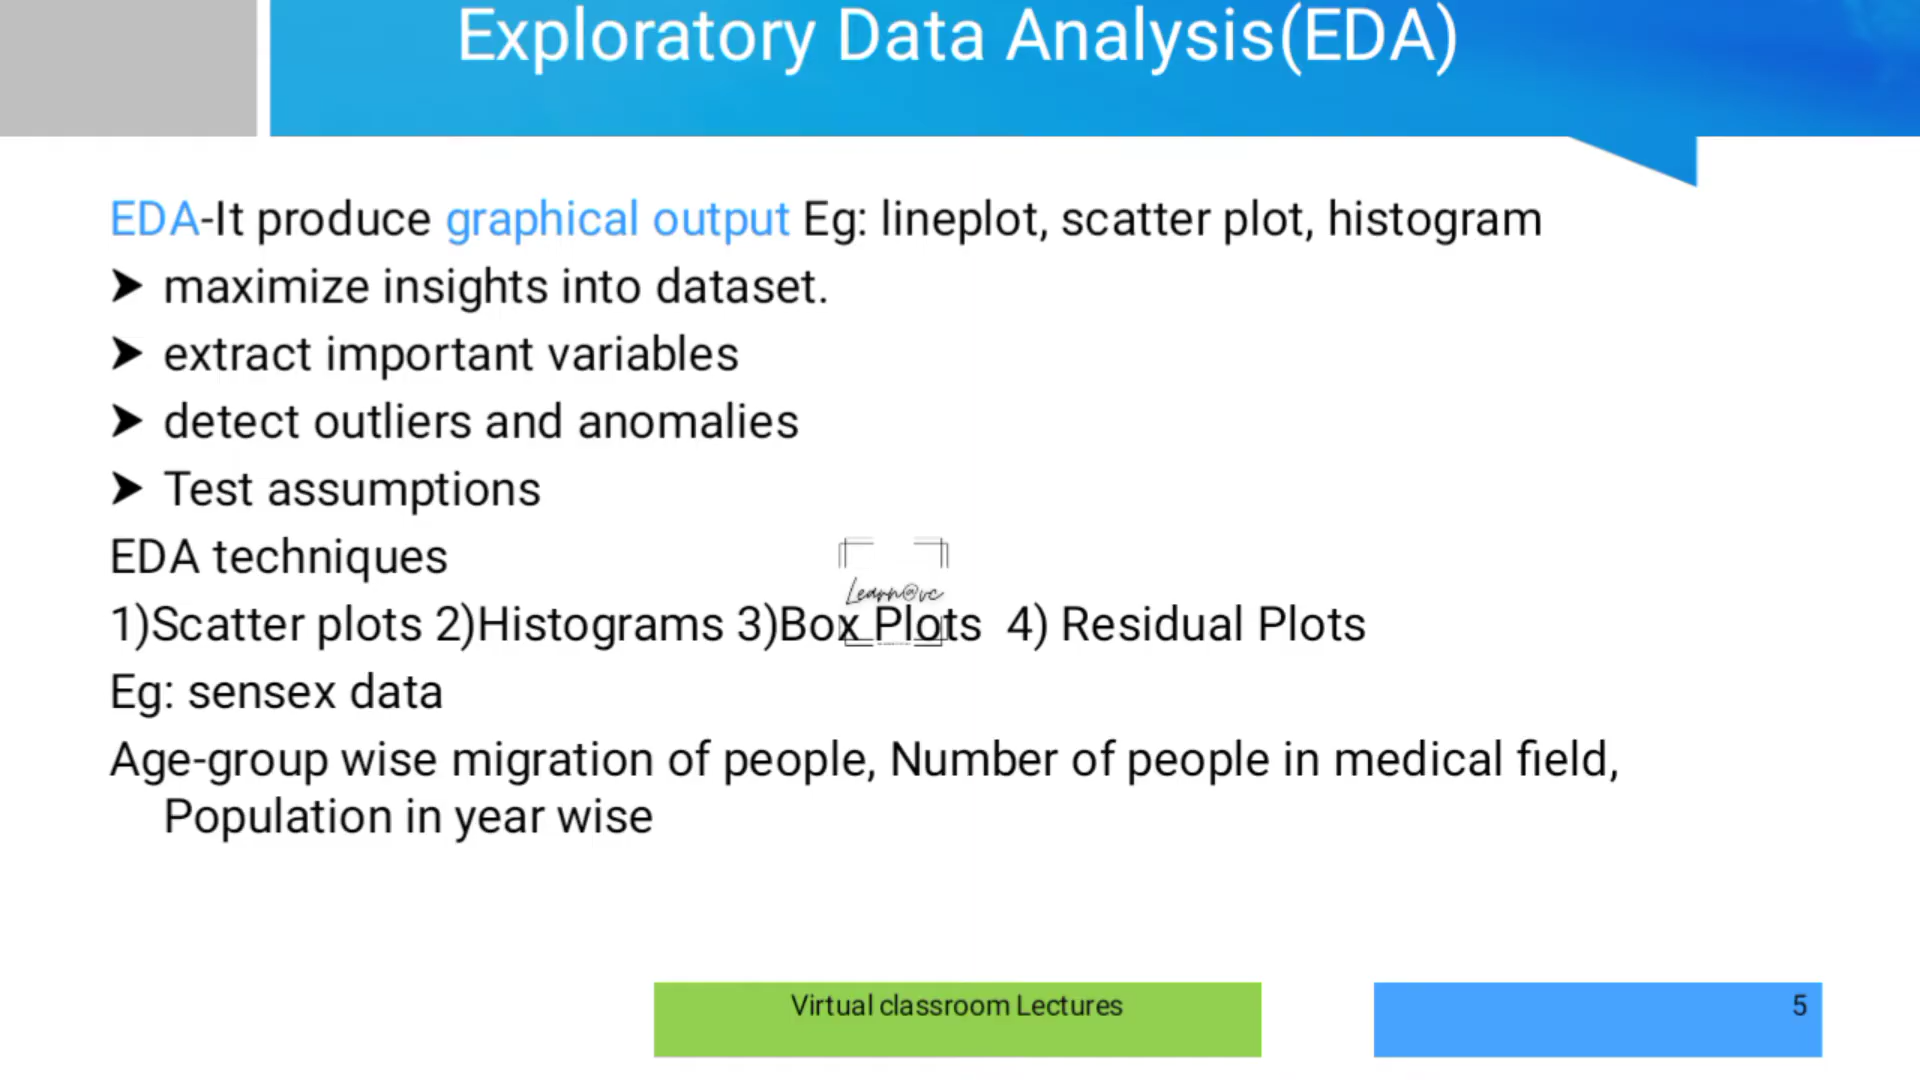 Exploratory Data Analysis(EDA)
EDA-It produce graphical output Eg: lineplot, scatter plot, histogram
➤ maximize insights into dataset.
➤ extract important variables
➤ detect outliers and anomalies
➤ Test assumptions
EDA techniques
Learn@vc
1)Scatter plots 2)Histograms 3)Box Plots 4) Residual Plots
Eg: sensex data
Age-group wise migration of people, Number of people in medical field,
Population in year wise
Virtual classroom Lectures
5